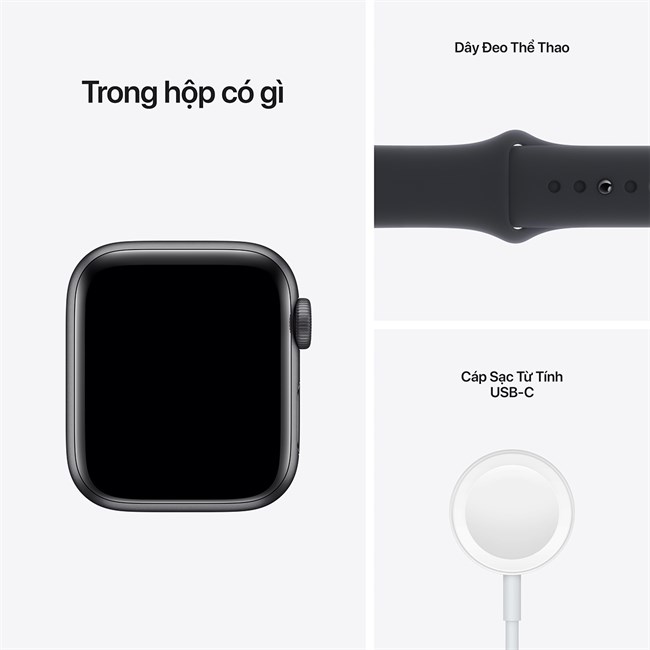 Trong hộp có gì
Dây Đeo Thể Thao
Cáp Sạc Từ Tính
USB-C